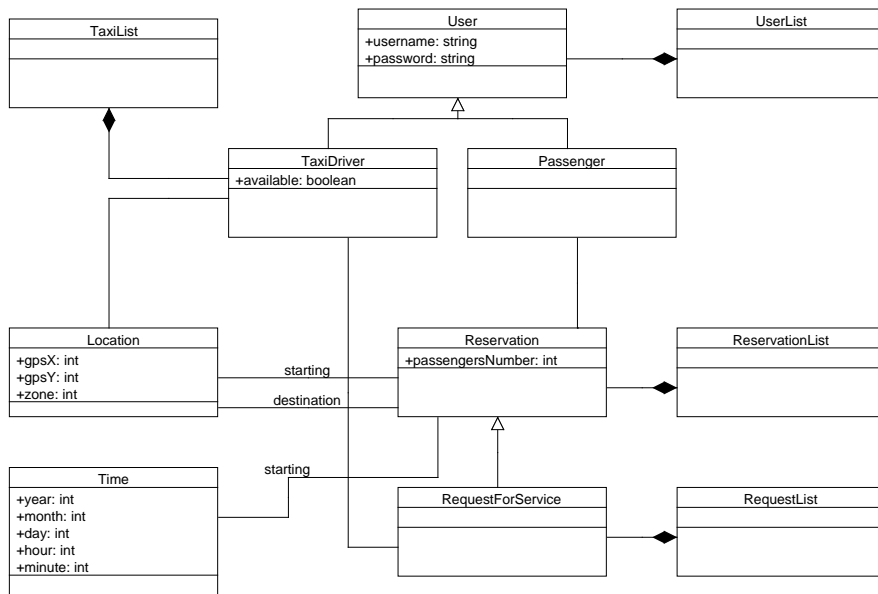 TaxiList
User
+username: string
+password: string
UserList
TaxiDriver
+available: boolean
Passenger
Location
+gpsX: int
+gpsY: int
+zone: int
starting
destination
Reservation
+passengersNumber: int
ReservationList
Time
+year: int
+month: int
+day: int
+hour: int
+minute: int
starting
RequestForService
RequestList